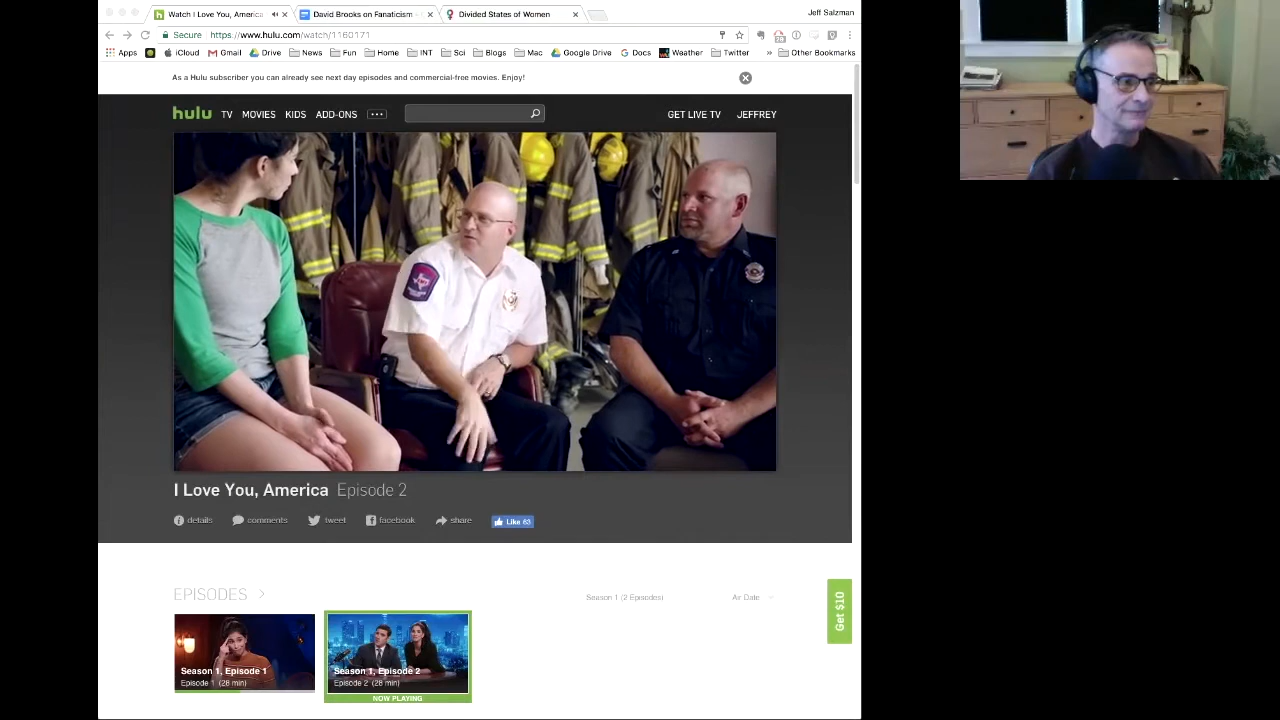 Watch I Love You, America
David Brooks on Fanaticism -
Divided States of Women
Jeff Salzman
Secure https://www.hulu.com/watch/1160171
Apps iCloud Gmail Drive News Fun Home INT Sci Blogs Mac Google Drive Docs Weather Twitter » Other Bookmarks
As a Hulu subscriber you can already see next day episodes and commercial-free movies. Enjoy!
hulu TV MOVIES KIDS ADD-ONS GET LIVE TV JEFFREY
I Love You, America Episode 2
details comments tweet facebook share Like 63
EPISODES
Season 1 (2 Episodes) Air Date
Get $10
Season 1, Episode 1
Episode 1 (28 min)
Season 1, Episode 2
Episode 2 (28 min)
NOW PLAYING